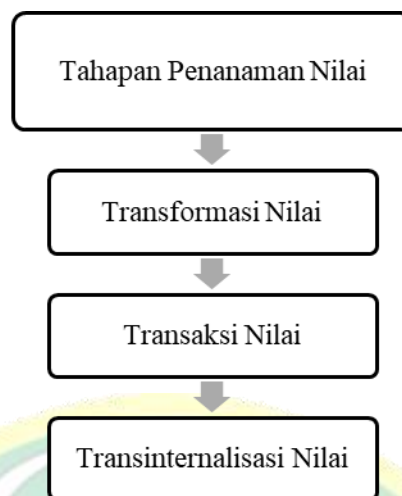 Tahapan Penanaman Nilai
Transformasi Nilai
Transaksi Nilai
Transinternalisasi Nilai